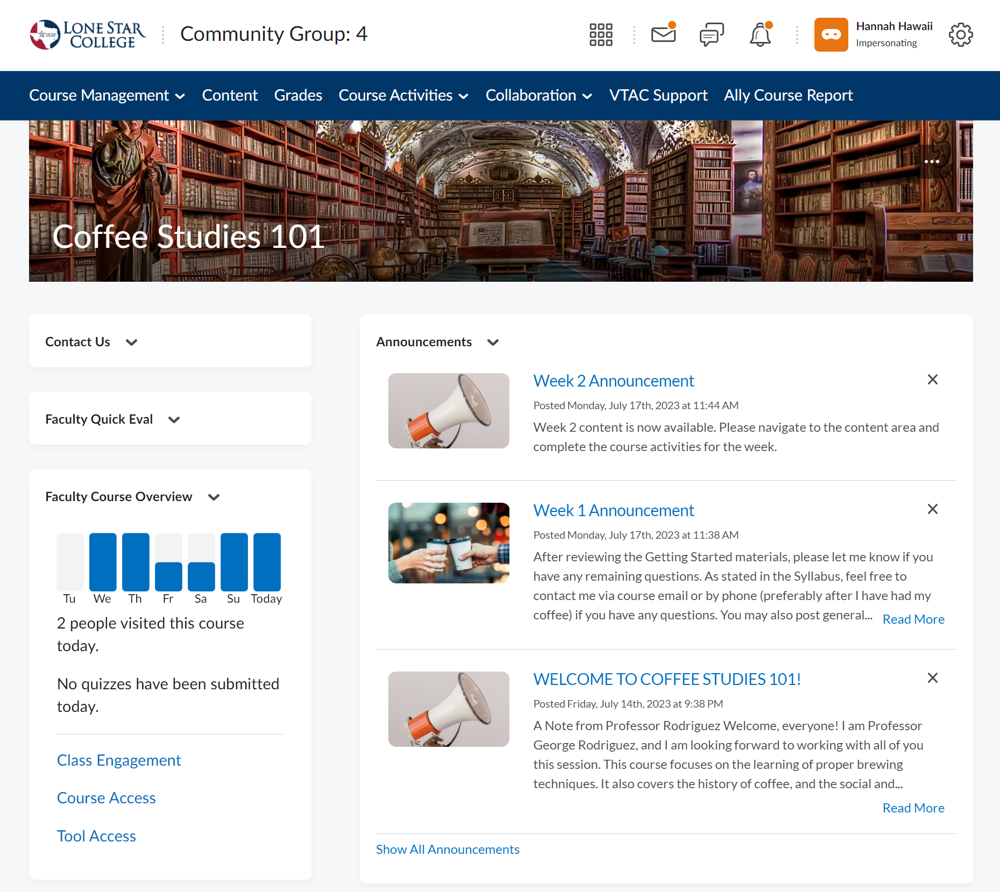 LONE STAR
COLLEGE
Community Group: 4
Hannah Hawaii
Impersonating
Course Management
Content
Grades
Course Activities
Collaboration
VTAC Support
Ally Course Report
Coffee Studies 101
Contact Us
Faculty Quick Eval
Faculty Course Overview
Tu We Th Fr Sa Su Today
2 people visited this course
today.
No quizzes have been submitted
today.
Class Engagement
Course Access
Tool Access
Announcements
Week 2 Announcement
Posted Monday, July 17th, 2023 at 11:44 AM
Week 2 content is now available. Please navigate to the content area and
complete the course activities for the week.
Week 1 Announcement
Posted Monday, July 17th, 2023 at 11:38 AM
After reviewing the Getting Started materials, please let me know if you
have any remaining questions. As stated in the Syllabus, feel free to
contact me via course email or by phone (preferably after I have had my
coffee) if you have any questions. You may also post general...
Read More
WELCOME TO COFFEE STUDIES 101!
Posted Friday, July 14th, 2023 at 9:38 PM
A Note from Professor Rodriguez Welcome, everyone! I am Professor
George Rodriguez, and I am looking forward to working with all of you
this session. This course focuses on the learning of proper brewing
techniques. It also covers the history of coffee, and the social and...
Read More
Show All Announcements